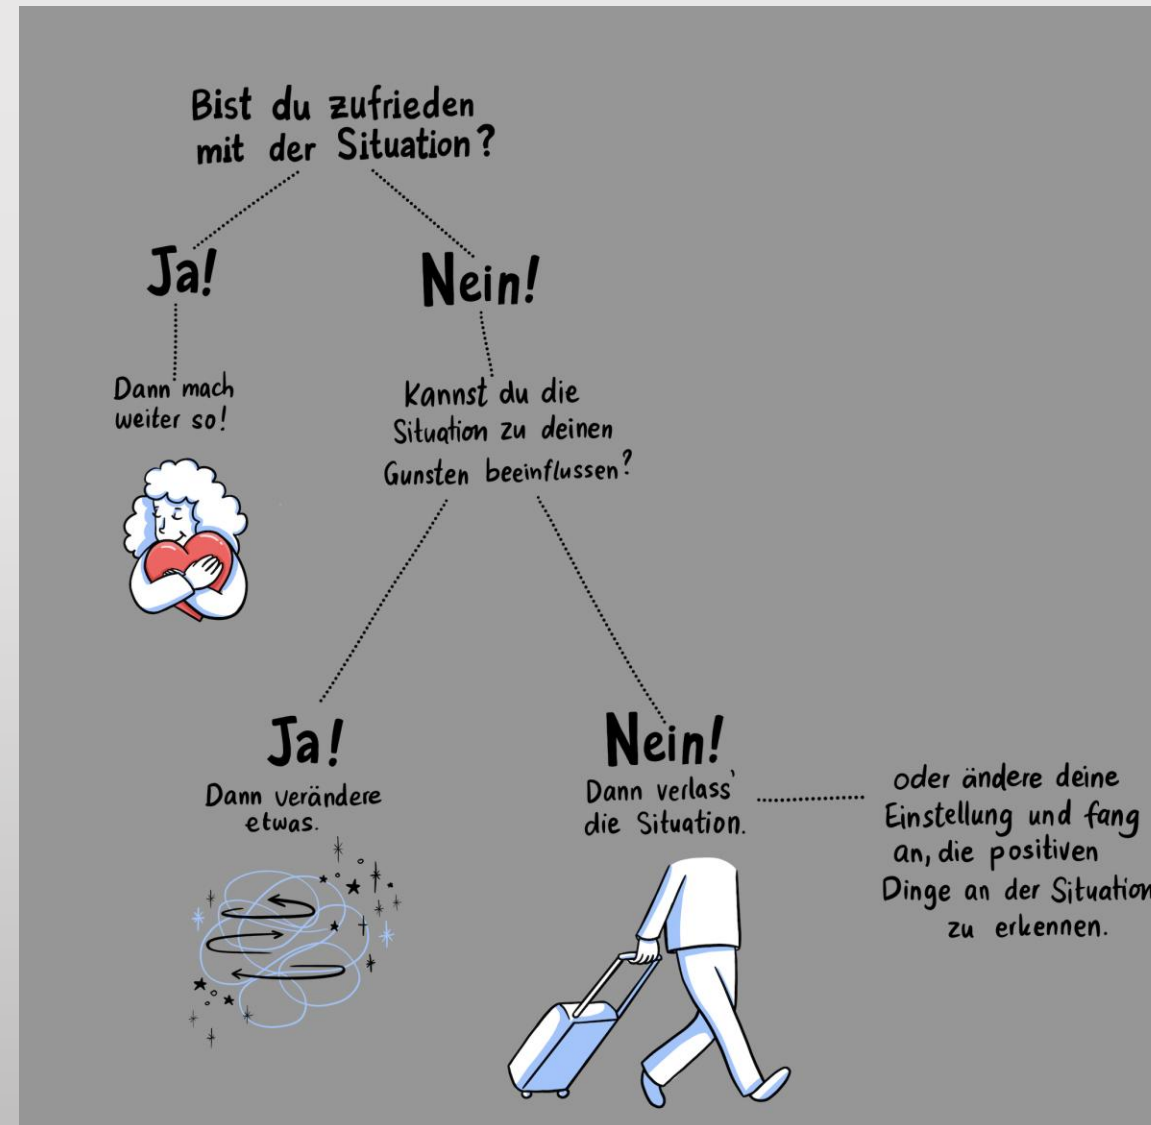 Bist du zufrieden
mit der Situation?
Ja!
Nein!
Dann mach
weiter so!
Kannst du die
Situation zu deinen
Gunsten beeinflussen?
Ja!
Dann verändere
etwas.
Nein!
Dann verlass'
die Situation.
oder ändere deine
Einstellung und fang
an, die positiven
Dinge an der Situation
zu erkennen.